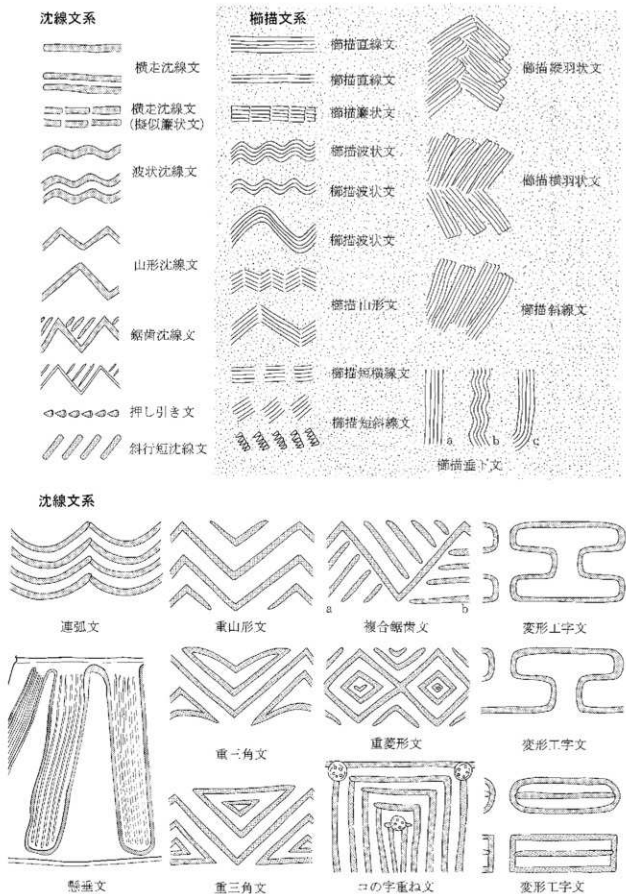 沈線文系
横走沈線文
横走沈線文
(擬似簾状文)
波状沈線文
山形沈線文
鋸歯沈線文
押し引き文
斜行短沈線文
櫛描文系
櫛描直線文
櫛描直線文
櫛描簾状文
櫛描波状文
櫛描波状文
櫛描波状文
櫛描山形文
櫛描短横線文
櫛描短斜線文
櫛描縦羽状文
櫛描横羽状文
櫛描斜線文
a b c
櫛描垂下文
沈線文系
連弧文
重山形文
a b
複合鋸歯文
変形工字文
重三角文
重菱形文
変形工字文
懸垂文
重三角文
コの字重ね文
変形工字文